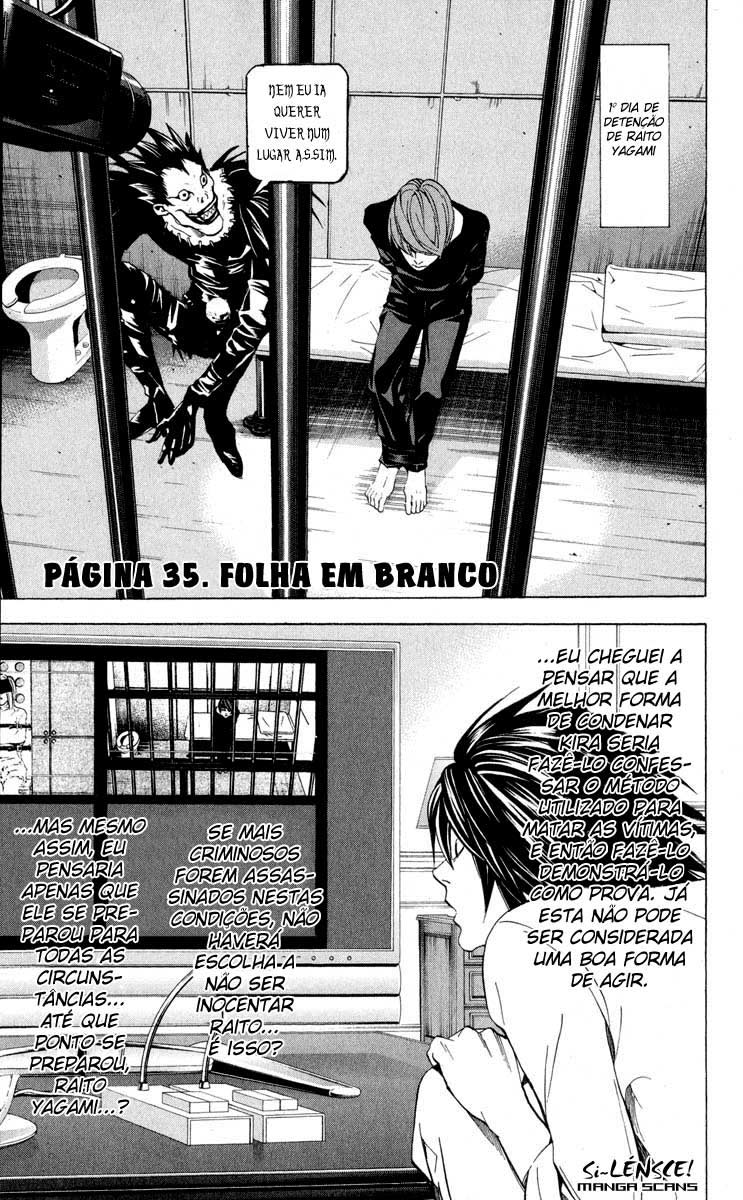 1º DIA DE
DETENÇÃO
DE RAITO
YAGAMI
NEM EU IA
QUERER
VIVER NUM
LUGAR ASSIM.
PÁGINA 35. FOLHA EM BRANCO
...EU CHEGUEI A
PENSAR QUE A
MELHOR FORMA
DE CONDENAR
KIRA SERIA
FAZÊ-LO CONFES-
SAR O MÉTODO
UTILIZADO PARA
MATAR AS VÍTIMAS,
E ENTÃO FAZÊ-LO
DEMONSTRÁ-LO
COMO PROVA. JÁ
ESTA NÃO PODE
SER CONSIDERADA
UMA BOA FORMA
DE AGIR.
SE MAIS
CRIMINOSOS
FOREM ASSAS-
SINADOS NESTAS
CONDIÇÕES, NÃO
HAVERÁ
ESCOLHA A
NÃO SER
INOCENTAR
RAITO...
É ISSO?
...MAS MESMO
ASSIM, EU
PENSARIA
APENAS QUE
ELE SE PRE-
PAROU PARA
TODAS AS
CIRCUNS-
TÂNCIAS...
ATÉ QUE
PONTO SE
PREPAROU,
RAITO
YAGAMI...?
Si~LÉNSCE!
MANGA SCANS